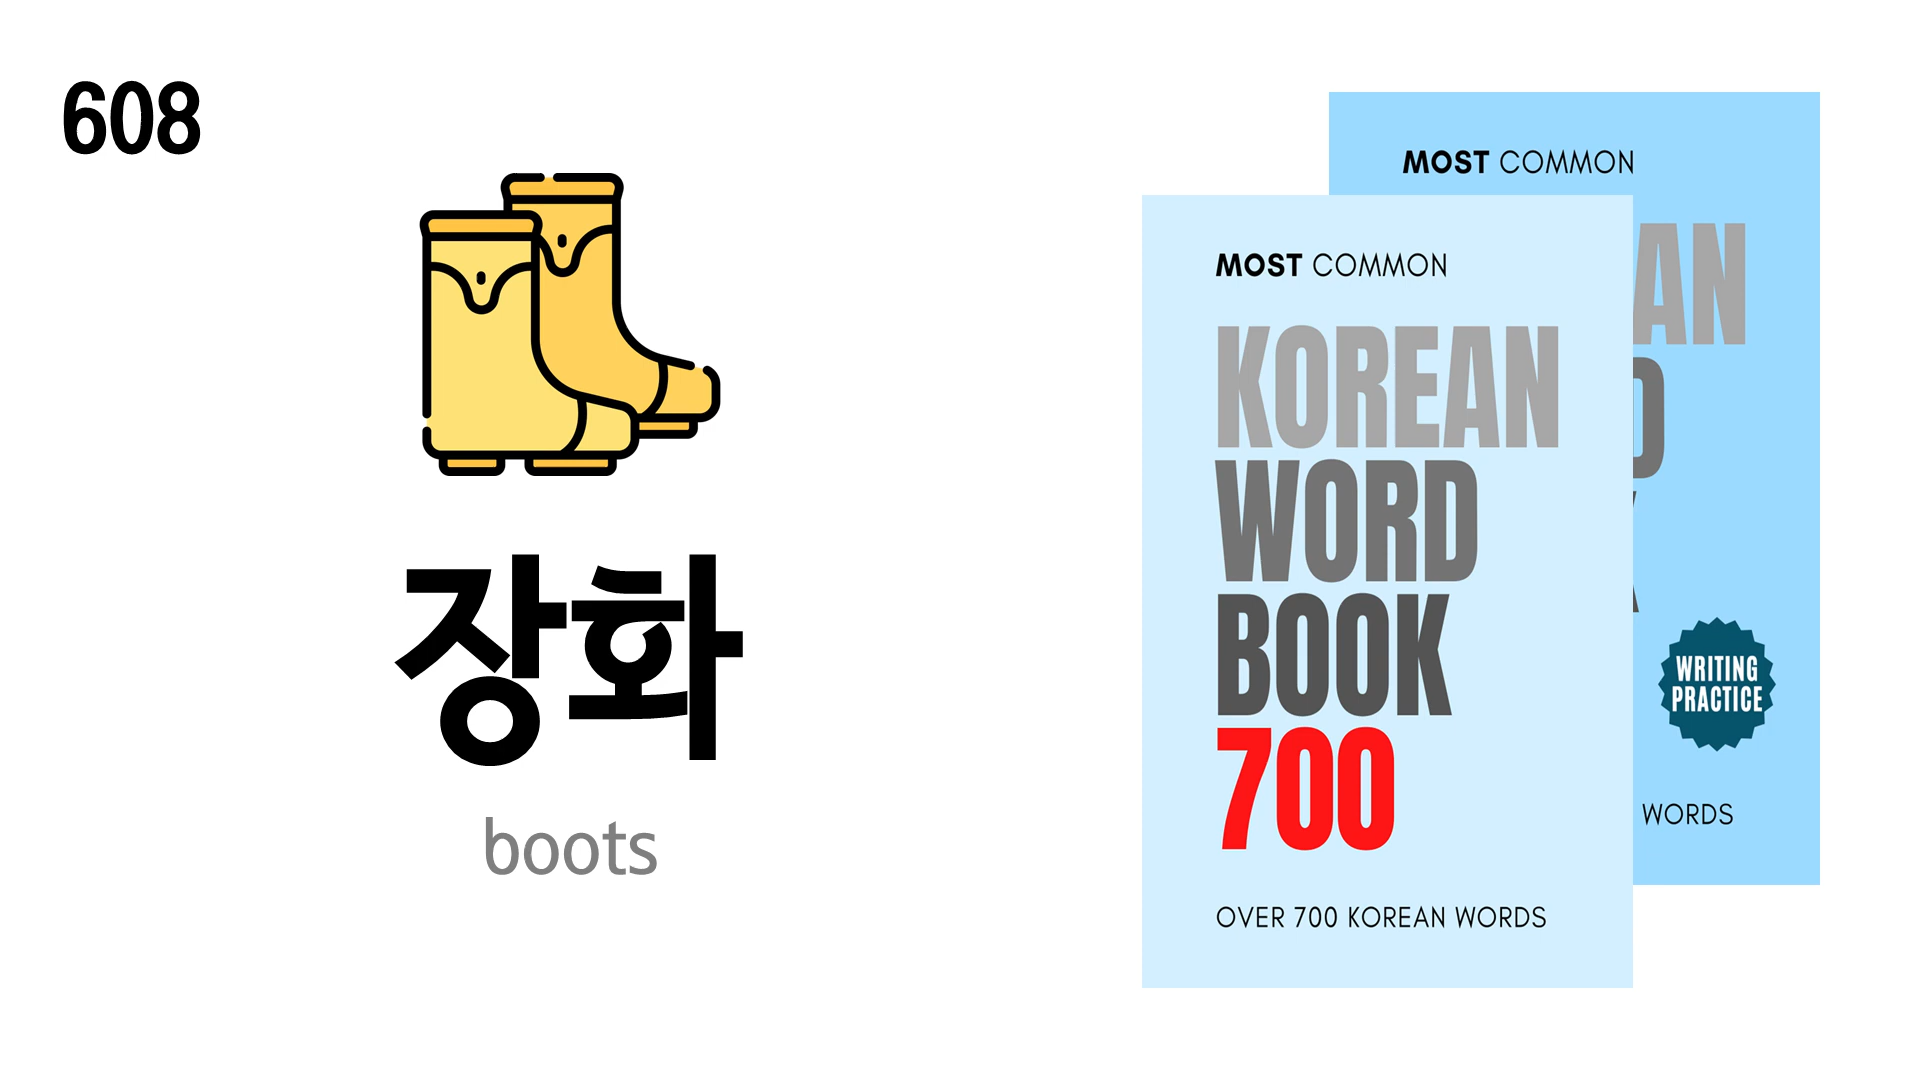 608
장화
boots
MOST COMMON
KOREAN
WORD
BOOK
700
OVER 700 KOREAN WORDS
MOST COMMON
WRITING
PRACTICE
WORDS